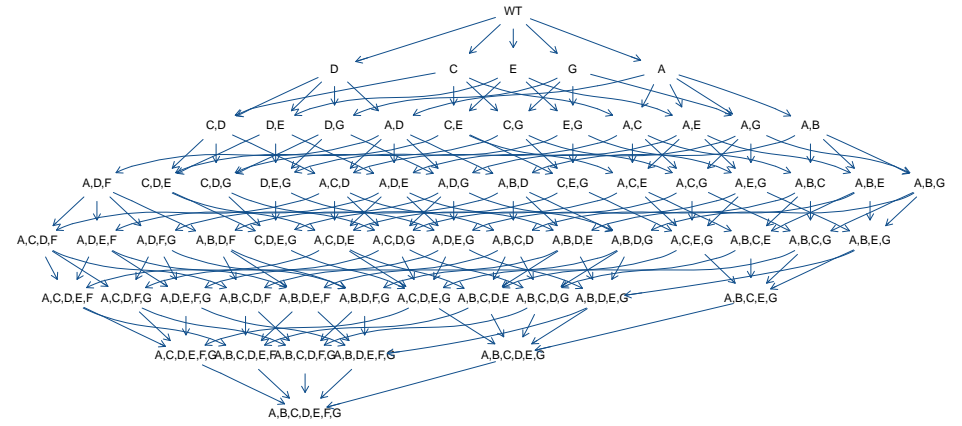 WT
D C E G A
C,D D,E D,G A,D C,E C,G E,G A,C A,E A,G A,B
A,D,F C,D,E C,D,G D,E,G A,C,D A,D,E A,D,G A,B,D C,E,G A,C,E A,C,G A,E,G A,B,C A,B,E A,B,G
A,C,D,F A,D,E,F A,D,F,G A,B,D,F C,D,E,G A,C,D,E A,C,D,G A,D,E,G A,B,C,D A,B,D,E A,B,D,G A,C,E,G A,B,C,E A,B,C,G A,B,E,G
A,C,D,E,F A,C,D,F,G A,D,E,F,G A,B,C,D,F A,B,D,E,F A,B,D,F,G A,C,D,E,G A,B,C,D,E A,B,C,D,G A,B,D,E,G A,B,C,E,G
A,C,D,E,F,G A,B,C,D,E,F A,B,C,D,F,G A,B,D,E,F,G A,B,C,D,E,G
A,B,C,D,E,F,G